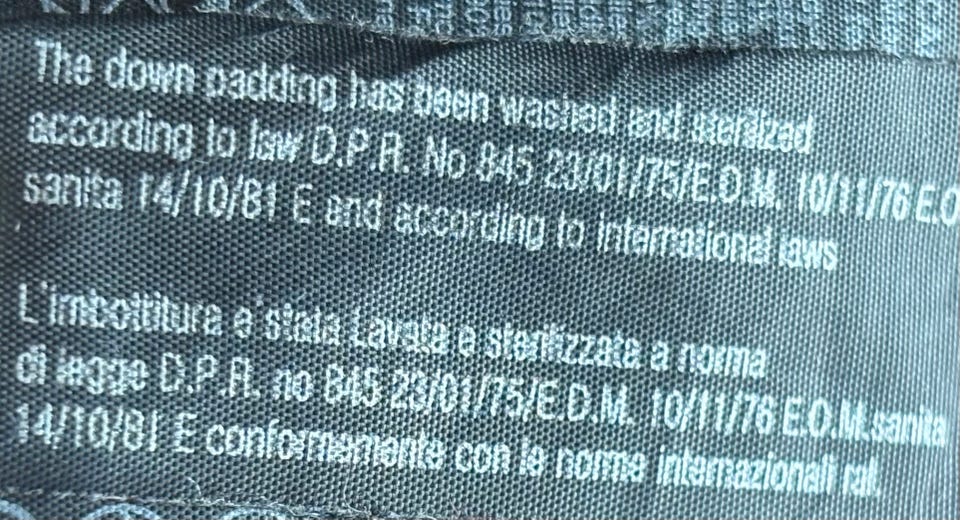 The down padding has been washed and sterilized
according to law D.P.R. No 845 23/01/75/E.O.M. 10/11/76 E.O
sanita 14/10/81 E and according to international laws
L'imbottitura e'stata Lavata e sterilizzata a norma
di legge D.P.R. no 845 23/01/75/E.D.M. 10/11/76 E.O.M.sanita
14/10/81 E conformemente con le norme internazionali